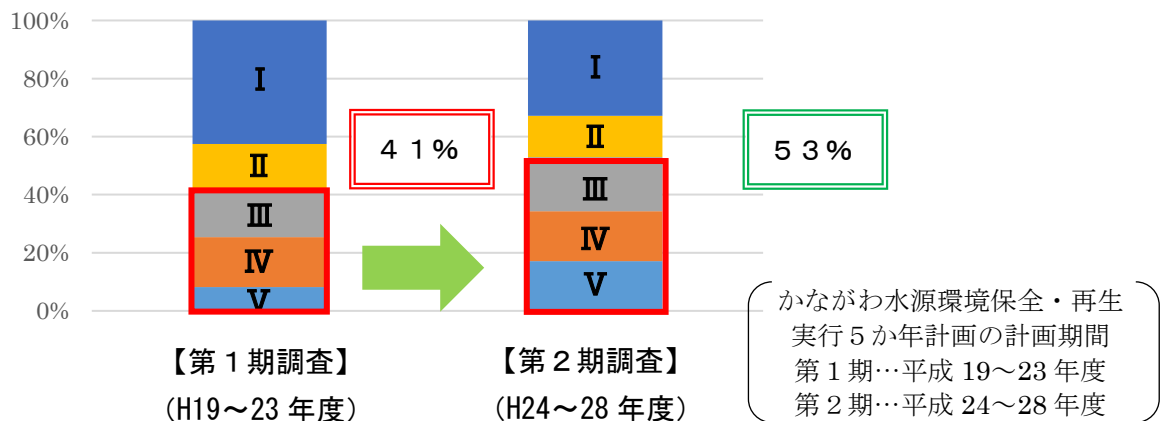 100%
80%
60%
40%
20%
0%
Ⅰ
Ⅱ
Ⅲ
Ⅳ
Ⅴ
４１%
Ⅰ
Ⅱ
Ⅲ
Ⅳ
Ⅴ
５３%
【第１期調査】
(H19～23 年度)
【第２期調査】
(H24～28 年度)
かながわ水源環境保全・再生
実行５か年計画の計画期間
第１期…平成 19～23 年度
第２期…平成 24～28 年度